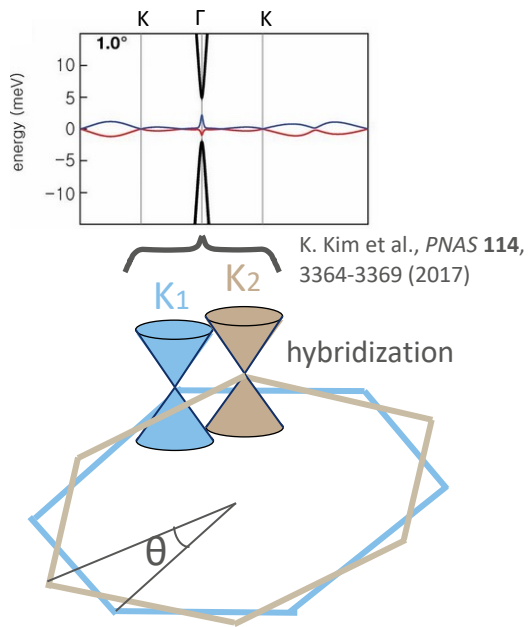 K Γ K
1.0°
energy (meV)
10
5
0
−5
−10
K. Kim et al., PNAS 114,
3364-3369 (2017)
K1 K2
hybridization
θ